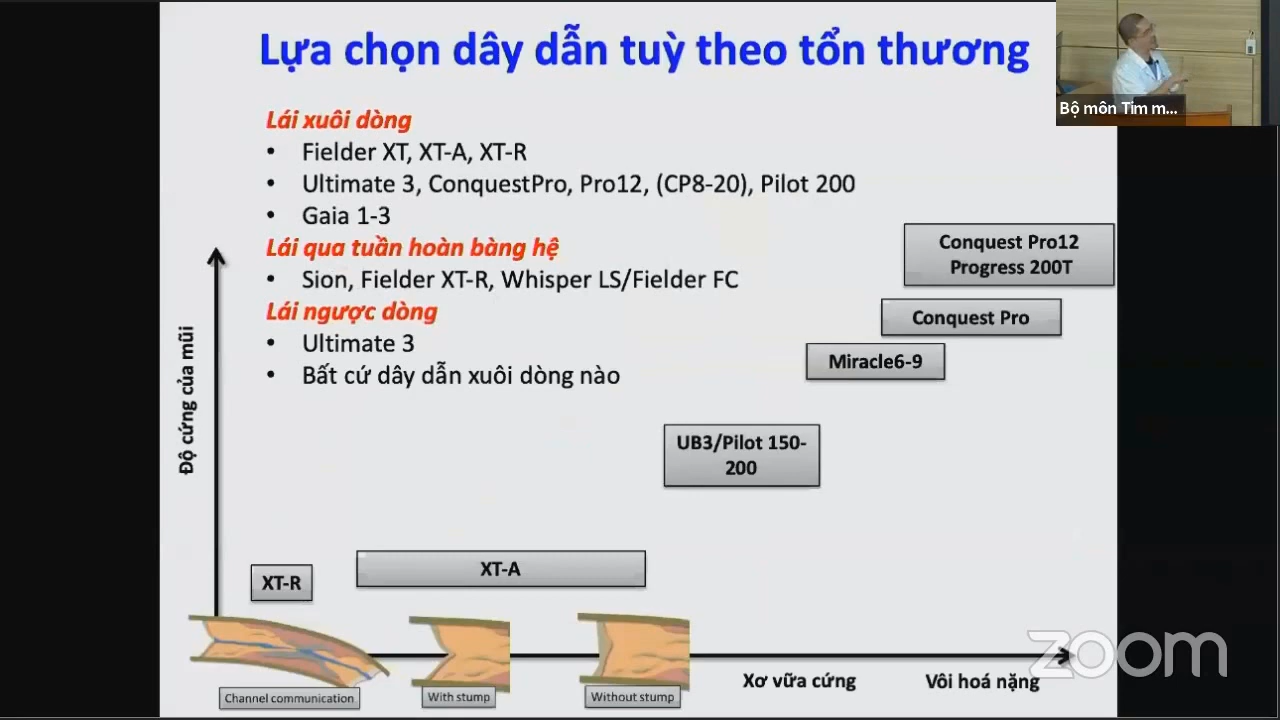 Lựa chọn dây dẫn tuỳ theo tổn thương
Bộ môn Tim m...
Lái xuôi dòng
• Fielder XT, XT-A, XT-R
• Ultimate 3, ConquestPro, Pro12, (CP8-20), Pilot 200
• Gaia 1-3
Lái qua tuần hoàn bàng hệ
• Sion, Fielder XT-R, Whisper LS/Fielder FC
Lái ngược dòng
• Ultimate 3
• Bất cứ dây dẫn xuôi dòng nào
Độ cứng của mũi
Conquest Pro12
Progress 200T
Conquest Pro
Miracle6-9
UB3/Pilot 150-
200
XT-A
XT-R
Channel communication
With stump
Without stump
Xơ vữa cứng
Vôi hoá nặng
zoom